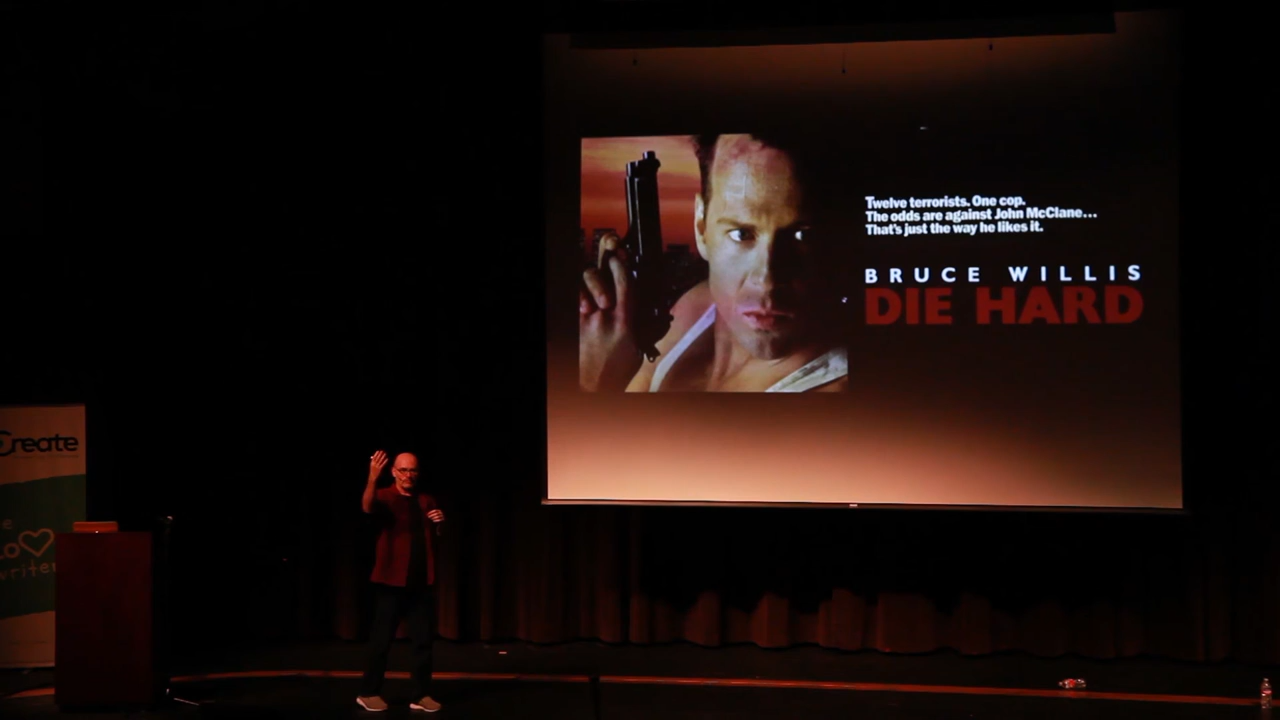 Twelve terrorists. One cop.
The odds are against John McClane...
That's just the way he likes it.
BRUCE WILLIS
DIE HARD
Create